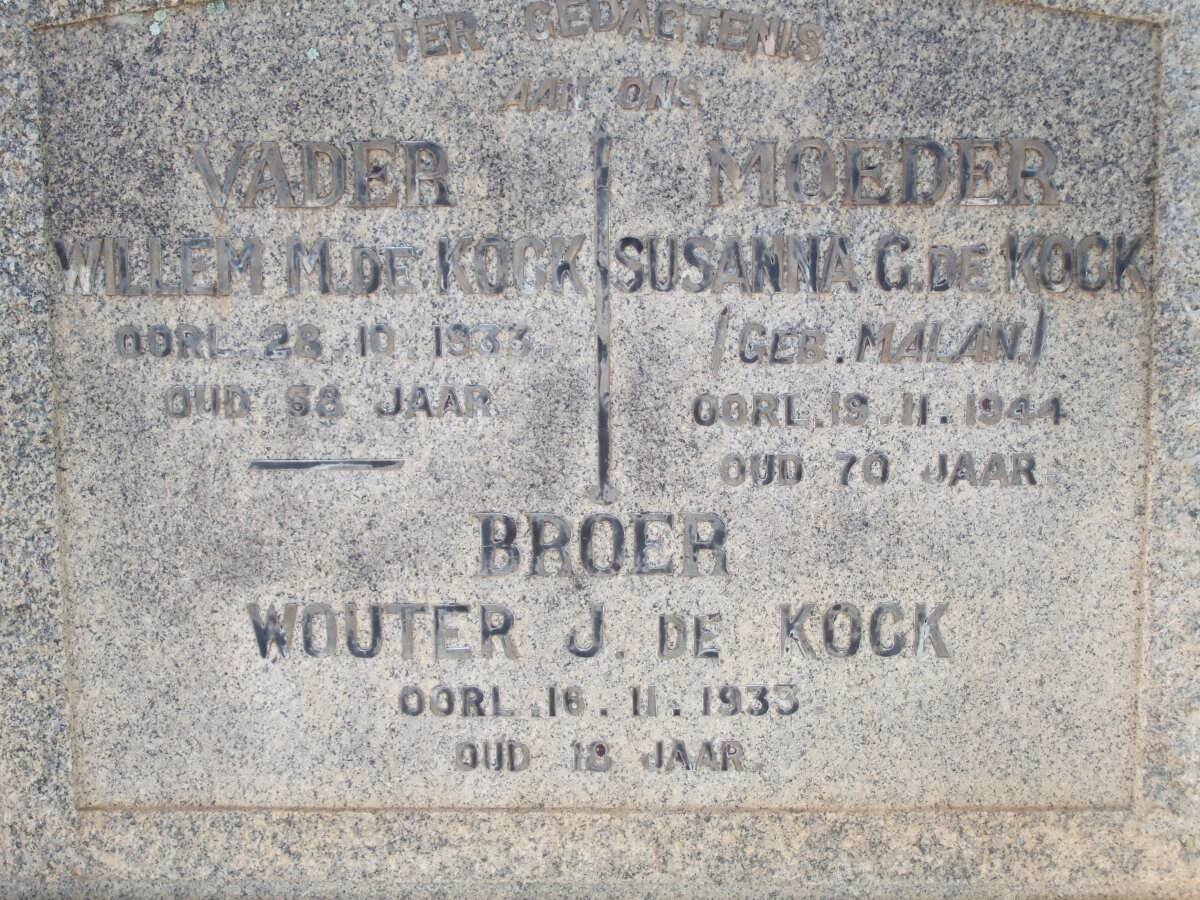 TER GEDAGTENIS
AAN ONS
VADER
WILLEM M. DE KOCK
OORL. 28.10.1933.
OUD 58 JAAR.
MOEDER
SUSANNA C. DE KOCK
(GEB. MALAN.)
OORL. 19.11.1944
OUD 70 JAAR.
BROER
WOUTER J. DE KOCK
OORL. 16.11.1933.
OUD 18 JAAR.